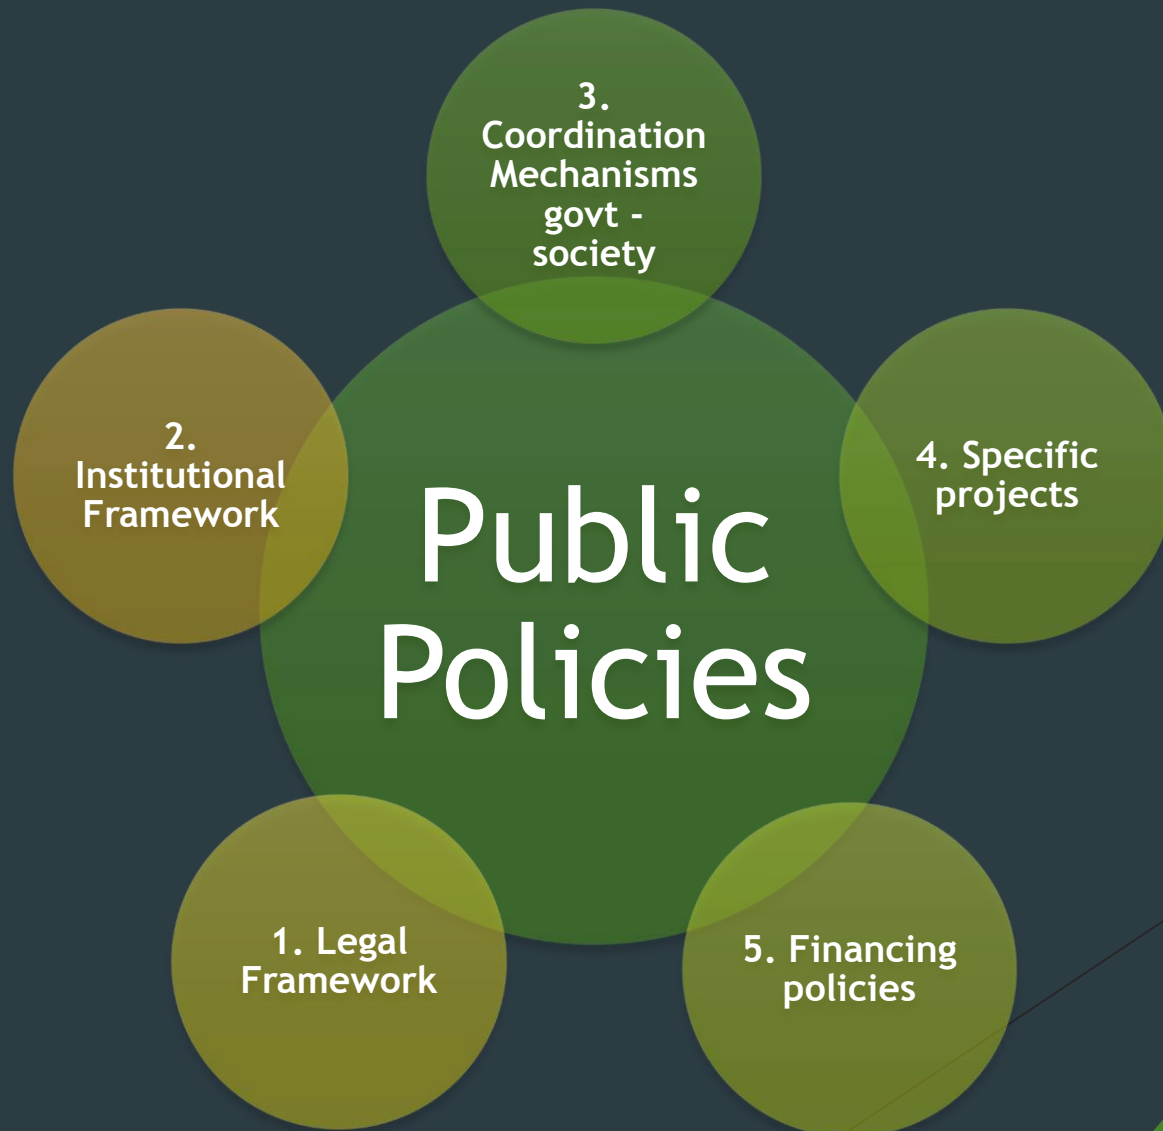 3.
Coordination
Mechanisms
govt -
society
2.
Institutional
Framework
4. Specific
projects
Public
Policies
1. Legal
Framework
5. Financing
policies